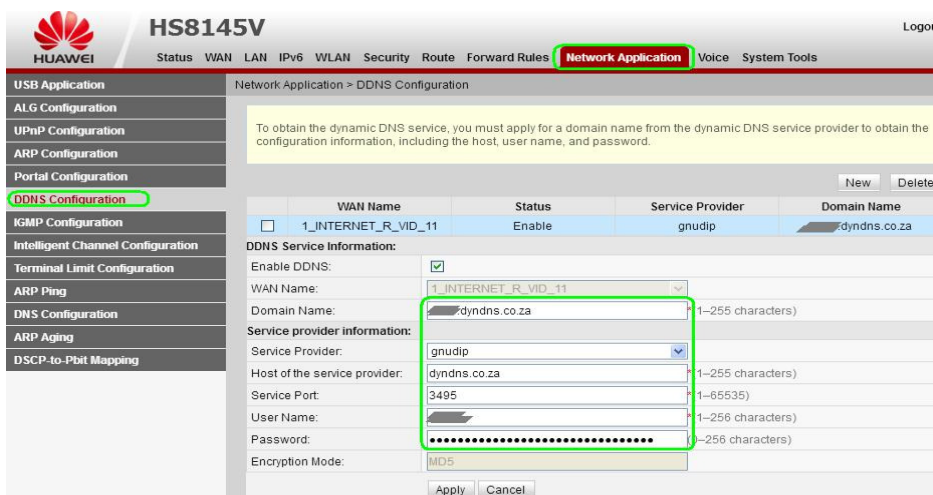 HS8145V
Logou
HUAWEI
Status WAN LAN IPv6 WLAN Security Route Forward Rules Network Application Voice System Tools
USB Application
ALG Configuration
UPnP Configuration
ARP Configuration
Portal Configuration
DDNS Configuration
IGMP Configuration
Intelligent Channel Configuration
Terminal Limit Configuration
ARP Ping
DNS Configuration
ARP Aging
DSCP-to-Pbit Mapping
Network Application > DDNS Configuration
To obtain the dynamic DNS service, you must apply for a domain name from the dynamic DNS service provider to obtain the
configuration information, including the host, user name, and password.
New Delete
WAN Name Status Service Provider Domain Name
1_INTERNET_R_VID_11 Enable gnudip dyndns.co.za
DDNS Service Information:
Enable DDNS:
WAN Name: 1_INTERNET_R_VID_11
Domain Name: dyndns.co.za *(1–255 characters)
Service provider information:
Service Provider: gnudip
Host of the service provider: dyndns.co.za *(1–255 characters)
Service Port: 3495 *(1–65535)
User Name: *(1–256 characters)
Password: •••••••••••••••••••••••••••••••• (0–256 characters)
Encryption Mode: MD5
Apply Cancel